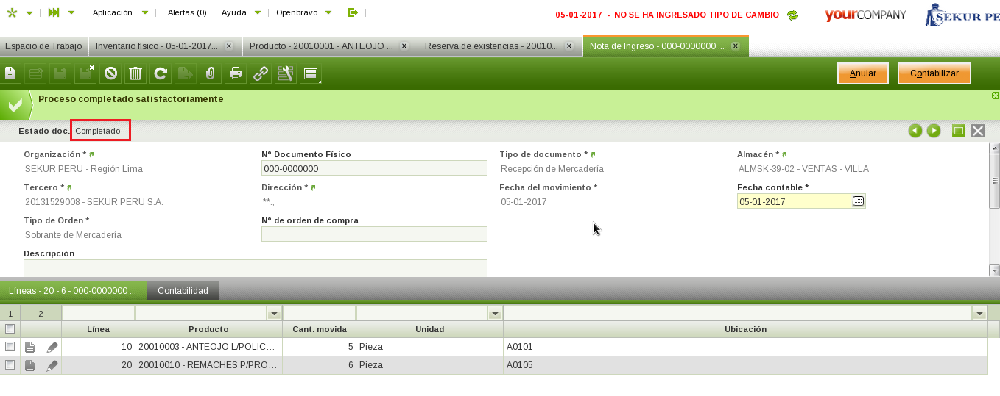 Aplicación Alertas (0) Ayuda Openbravo 05-01-2017 - NO SE HA INGRESADO TIPO DE CAMBIO yourCOMPANY SEKUR PE
Espacio de Trabajo Inventario físico - 05-01-2017... Producto - 20010001 - ANTEOJO ... Reserva de existencias - 20010... Nota de Ingreso - 000-0000000 ...
Anular Contabilizar
Proceso completado satisfactoriamente
Estado doc. Completado
Organización * Nº Documento Físico Tipo de documento * Almacén *
SEKUR PERU - Región Lima 000-0000000 Recepción de Mercadería ALMSK-39-02 - VENTAS - VILLA
Tercero * Dirección * Fecha del movimiento * Fecha contable *
20131529008 - SEKUR PERU S.A. **., 05-01-2017 05-01-2017
Tipo de Orden * Nº de orden de compra
Sobrante de Mercadería
Descripción
Líneas - 20 - 6 - 000-0000000 ... Contabilidad
1 2
Línea Producto Cant. movida Unidad Ubicación
10 20010003 - ANTEOJO L/POLIC... 5 Pieza A0101
20 20010010 - REMACHES P/PRO... 6 Pieza A0105